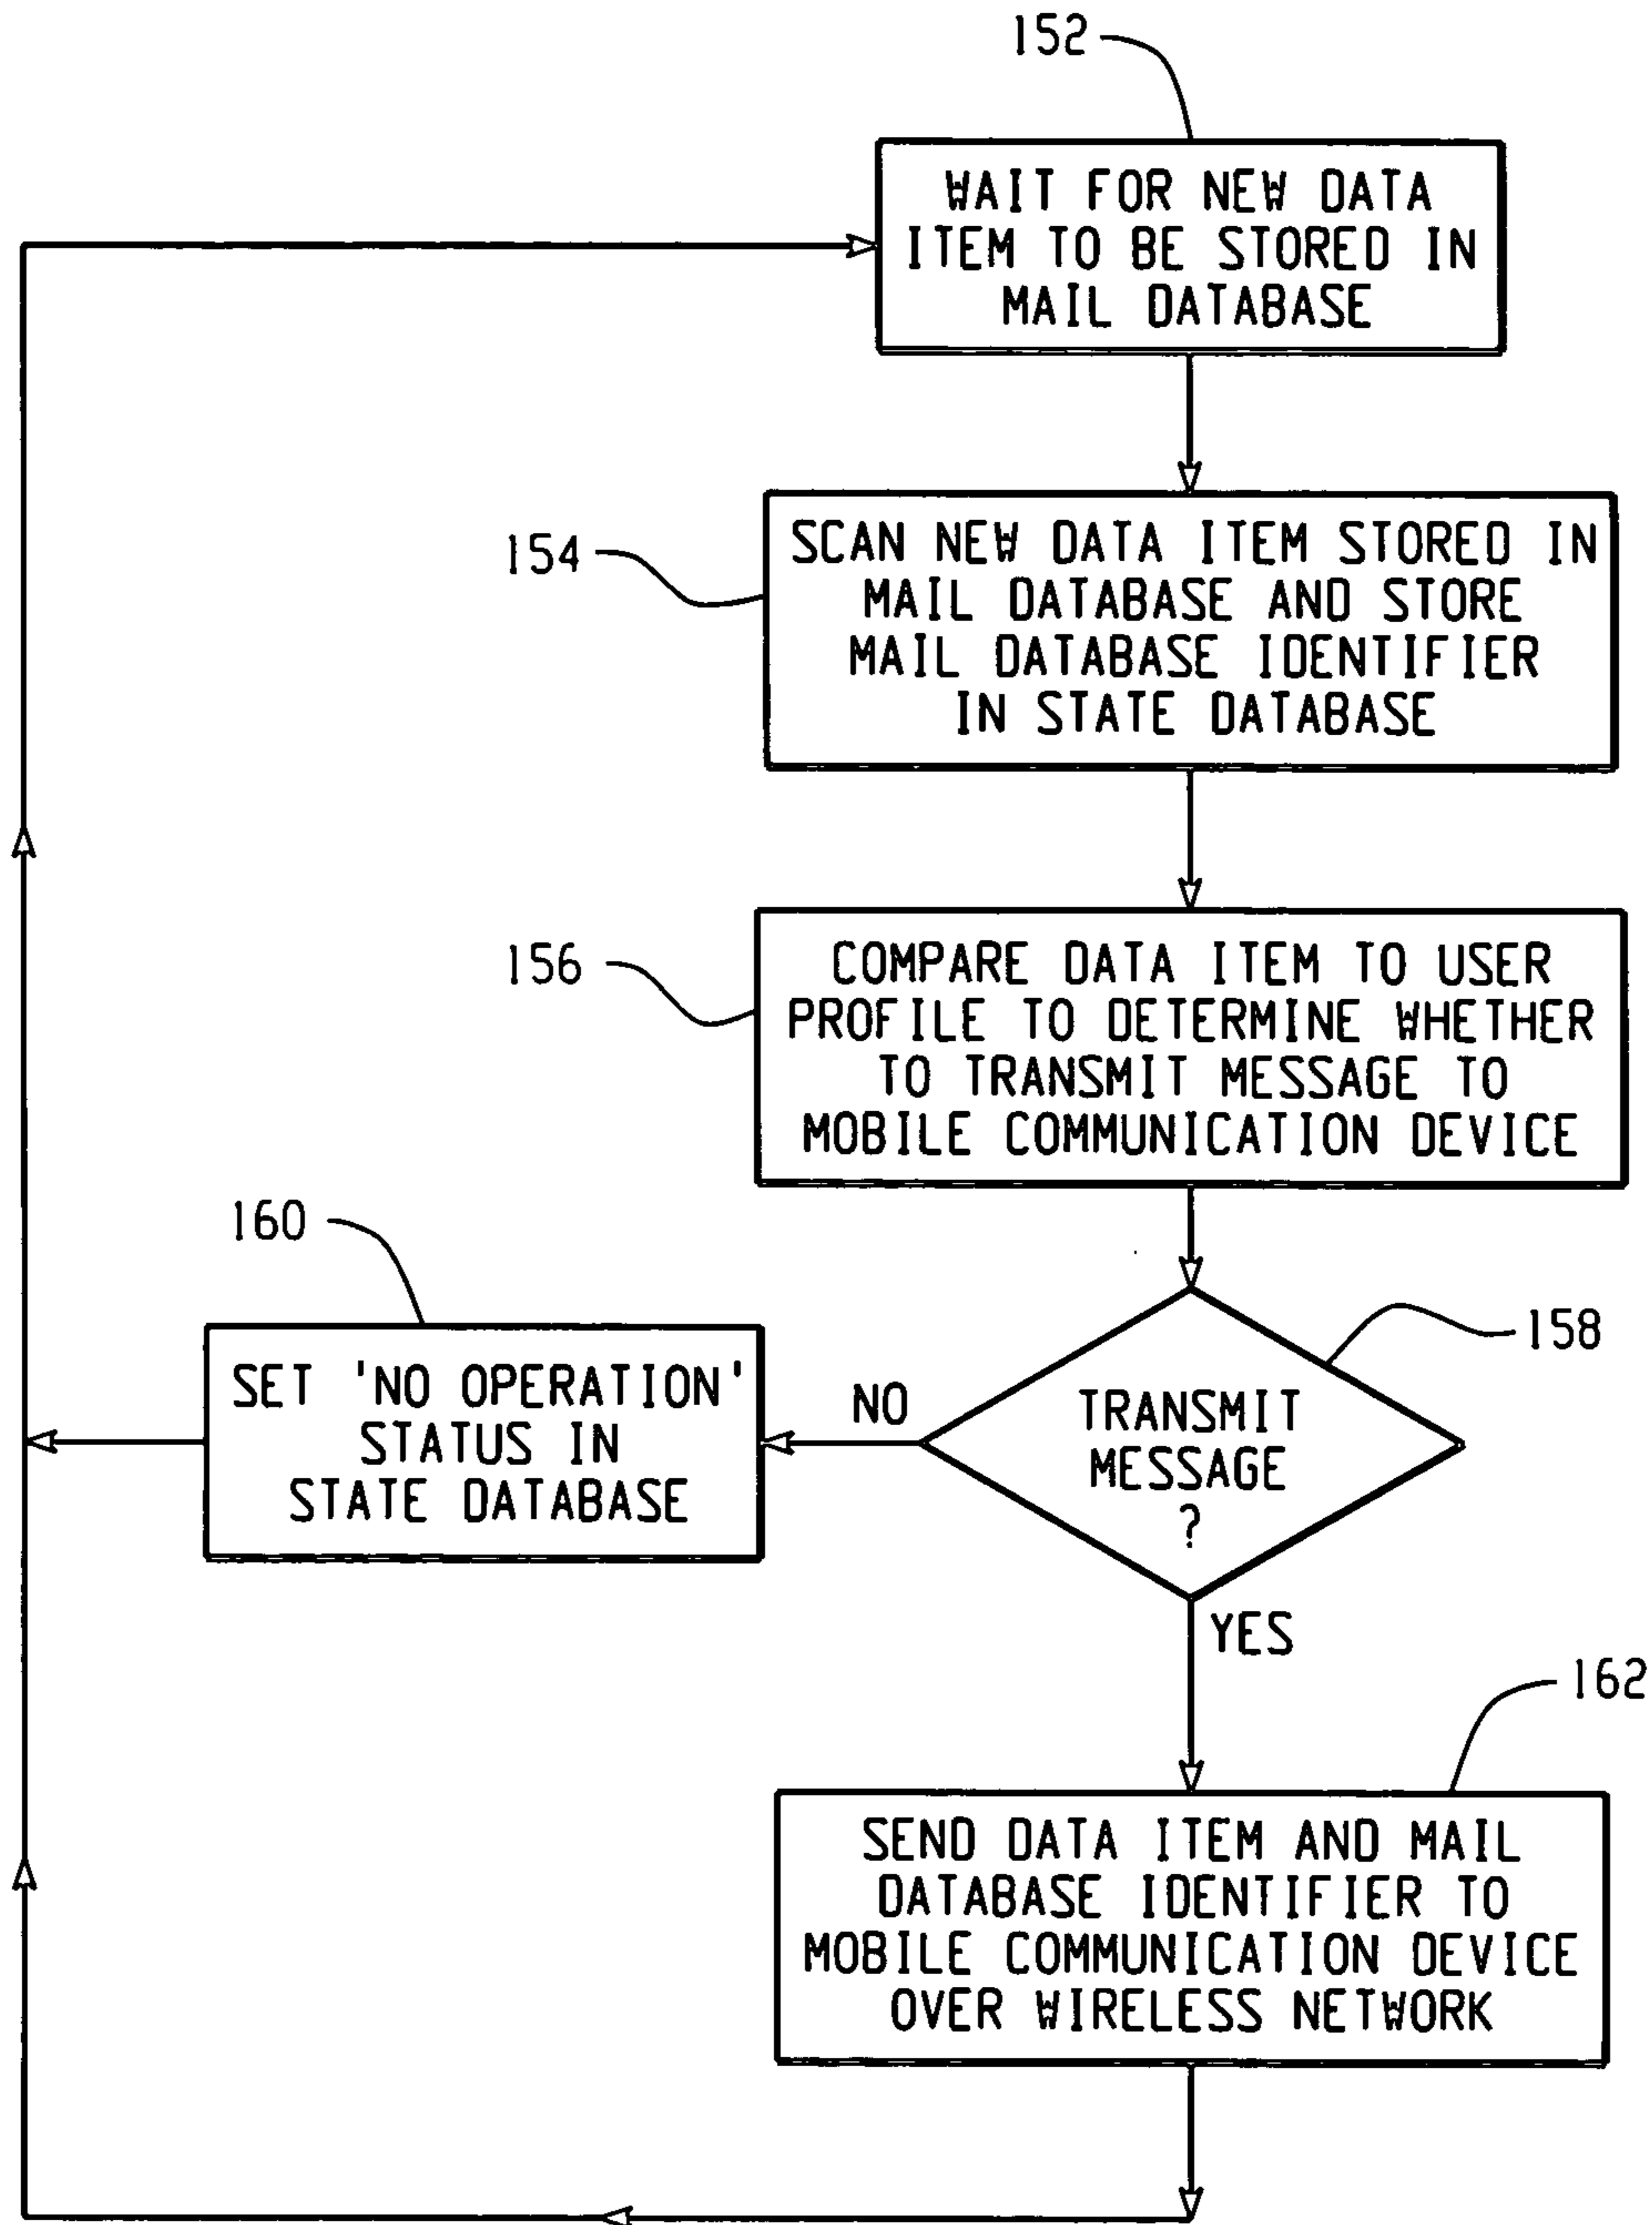 152
WAIT FOR NEW DATA
ITEM TO BE STORED IN
MAIL DATABASE
154
SCAN NEW DATA ITEM STORED IN
MAIL DATABASE AND STORE
MAIL DATABASE IDENTIFIER
IN STATE DATABASE
156
COMPARE DATA ITEM TO USER
PROFILE TO DETERMINE WHETHER
TO TRANSMIT MESSAGE TO
MOBILE COMMUNICATION DEVICE
160
SET 'NO OPERATION'
STATUS IN
STATE DATABASE
NO
158
TRANSMIT
MESSAGE
?
YES
162
SEND DATA ITEM AND MAIL
DATABASE IDENTIFIER TO
MOBILE COMMUNICATION DEVICE
OVER WIRELESS NETWORK